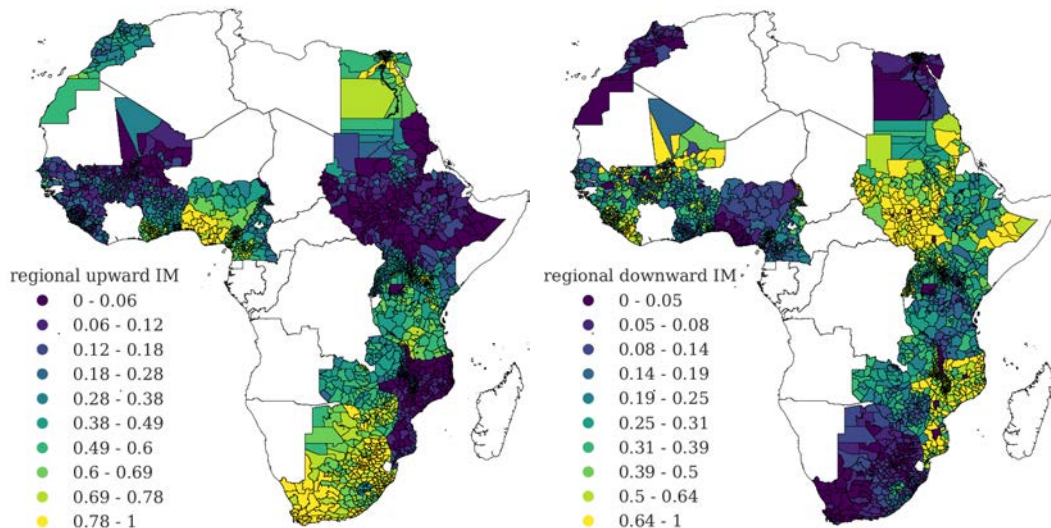 regional upward IM
0 - 0.06
0.06 - 0.12
0.12 - 0.18
0.18 - 0.28
0.28 - 0.38
0.38 - 0.49
0.49 - 0.6
0.6 - 0.69
0.69 - 0.78
0.78 - 1
regional downward IM
0 - 0.05
0.05 - 0.08
0.08 - 0.14
0.14 - 0.19
0.19 - 0.25
0.25 - 0.31
0.31 - 0.39
0.39 - 0.5
0.5 - 0.64
0.64 - 1